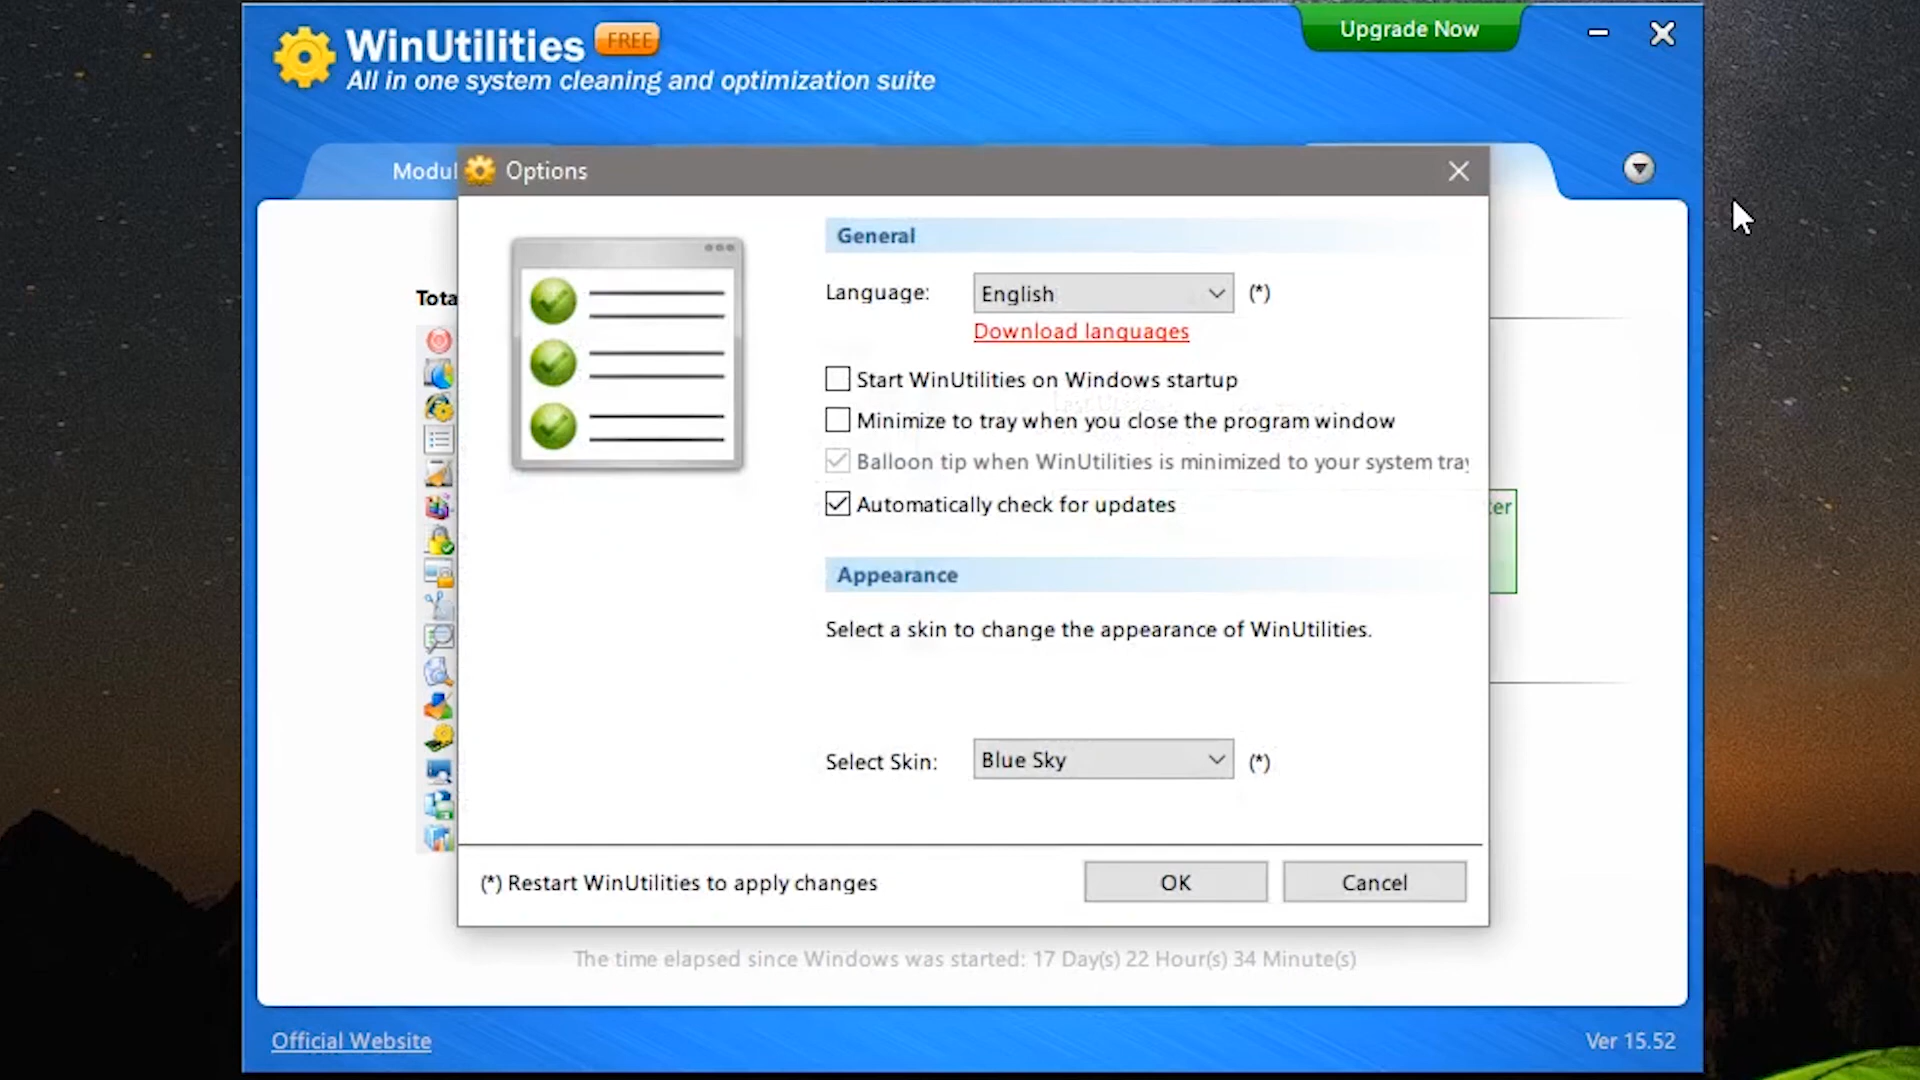 WinUtilities FREE
All in one system cleaning and optimization suite
Upgrade Now
Modul
Options
Tota
General
Language: English (*)
Download languages
Start WinUtilities on Windows startup
Minimize to tray when you close the program window
Balloon tip when WinUtilities is minimized to your system tray
Automatically check for updates
er
Appearance
Select a skin to change the appearance of WinUtilities.
Select Skin: Blue Sky (*)
(*) Restart WinUtilities to apply changes
OK
Cancel
The time elapsed since Windows was started: 17 Day(s) 22 Hour(s) 34 Minute(s)
Official Website
Ver 15.52